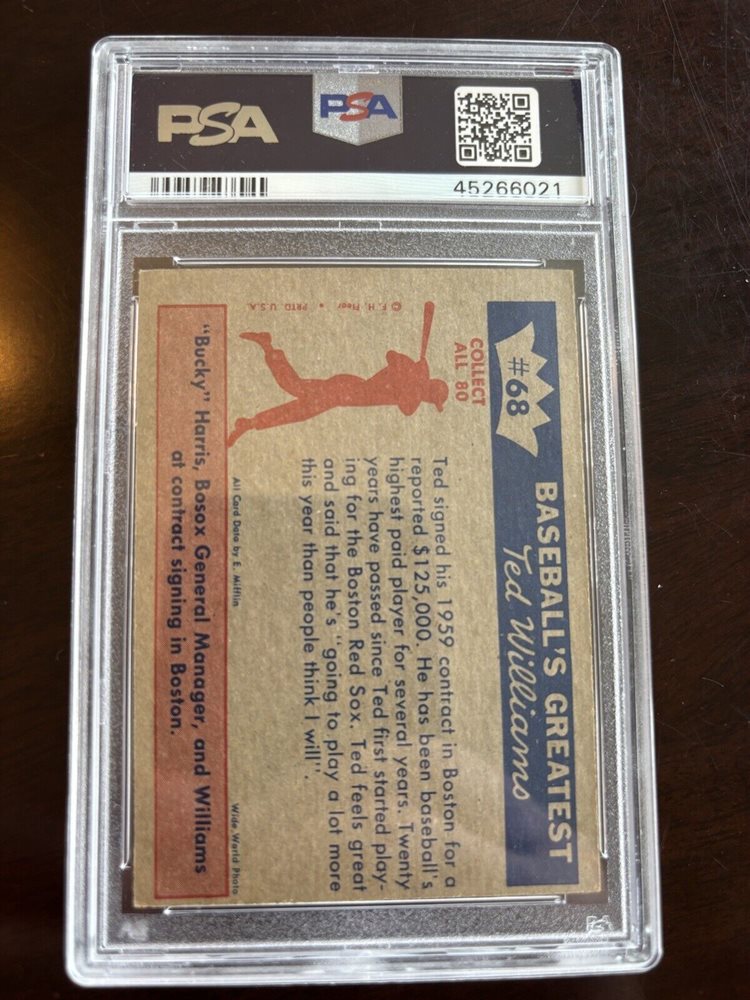 PSA
PSA
45266021
#68
BASEBALL'S GREATEST
Ted Williams
COLLECT
ALL 80
Ted signed his 1959 contract in Boston for a
reported $125,000. He has been baseball's
highest paid player for several years. Twenty
years have passed since Ted first started play-
ing for the Boston Red Sox. Ted feels great
and said that he's "going to play a lot more
this year than people think I will".
© F. H. Fleer • PRTD U.S.A.
All Card Data by E. Mifflin
Wide World Photo
"Bucky" Harris, Bosox General Manager, and Williams
at contract signing in Boston.